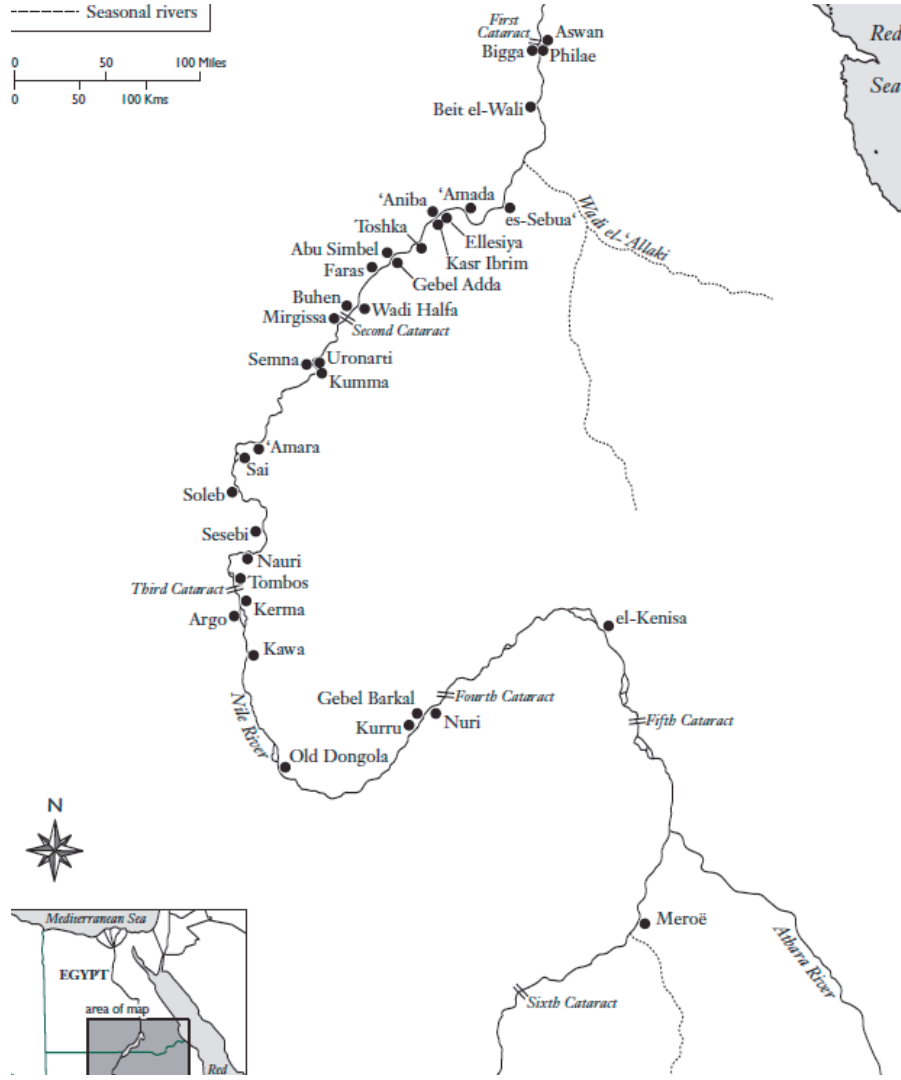 Seasonal rivers
0 50 100 Miles
0 50 100 Kms
First
Cataract
Aswan
Bigga
Philae
Red
Sea
Beit el-Wali
‘Aniba
‘Amada
es-Sebua‘
Wadi el-‘Allaki
Toshka
Ellesiya
Kasr Ibrim
Abu Simbel
Gebel Adda
Faras
Buhen
Wadi Halfa
Mirgissa
Second Cataract
Semna
Uronarti
Kumma
‘Amara
Sai
Soleb
Sesebi
Nauri
Tombos
Third Cataract
Kerma
Argo
el-Kenisa
Kawa
Nile River
Gebel Barkal
Fourth Cataract
Kurru
Nuri
Fifth Cataract
Old Dongola
N
Meroë
Atbara River
Sixth Cataract
Mediterranean Sea
EGYPT
area of map
Red